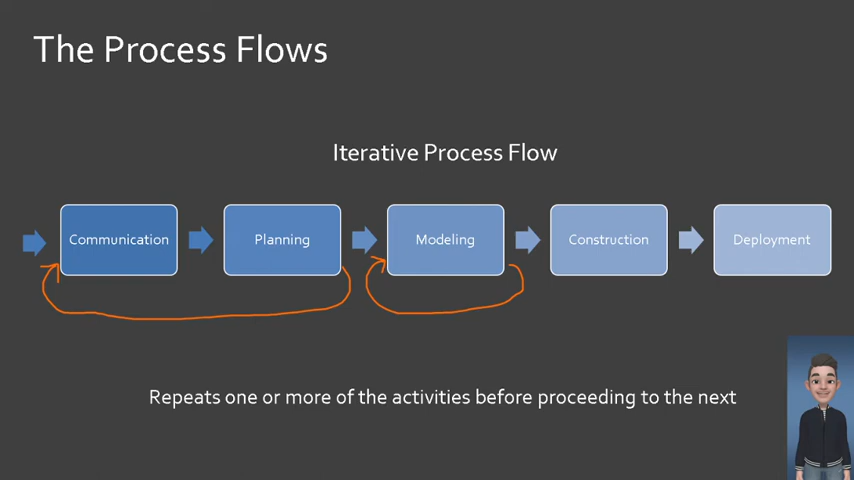 The Process Flows
Iterative Process Flow
Communication
Planning
Modeling
Construction
Deployment
Repeats one or more of the activities before proceeding to the next